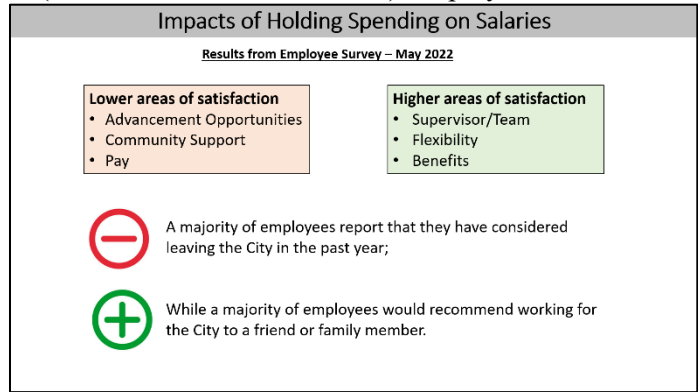 Impacts of Holding Spending on Salaries
Results from Employee Survey – May 2022
Lower areas of satisfaction
• Advancement Opportunities
• Community Support
• Pay
Higher areas of satisfaction
• Supervisor/Team
• Flexibility
• Benefits
A majority of employees report that they have considered
leaving the City in the past year;
While a majority of employees would recommend working for
the City to a friend or family member.